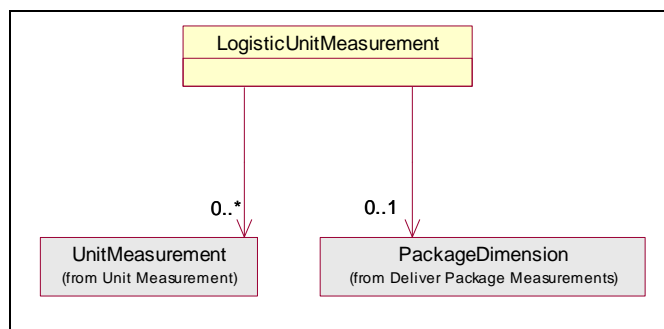 LogisticUnitMeasurement
0..*
0..1
UnitMeasurement
(from Unit Measurement)
PackageDimension
(from Deliver Package Measurements)